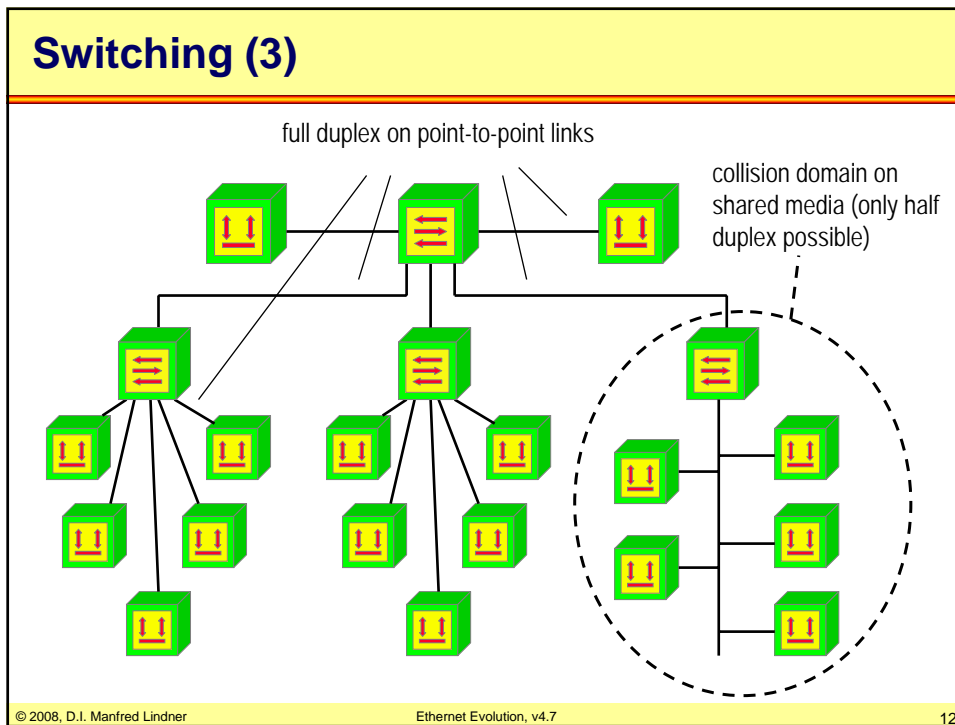 Switching (3)
full duplex on point-to-point links
collision domain on
shared media (only half
duplex possible)
© 2008, D.I. Manfred Lindner
Ethernet Evolution, v4.7
12